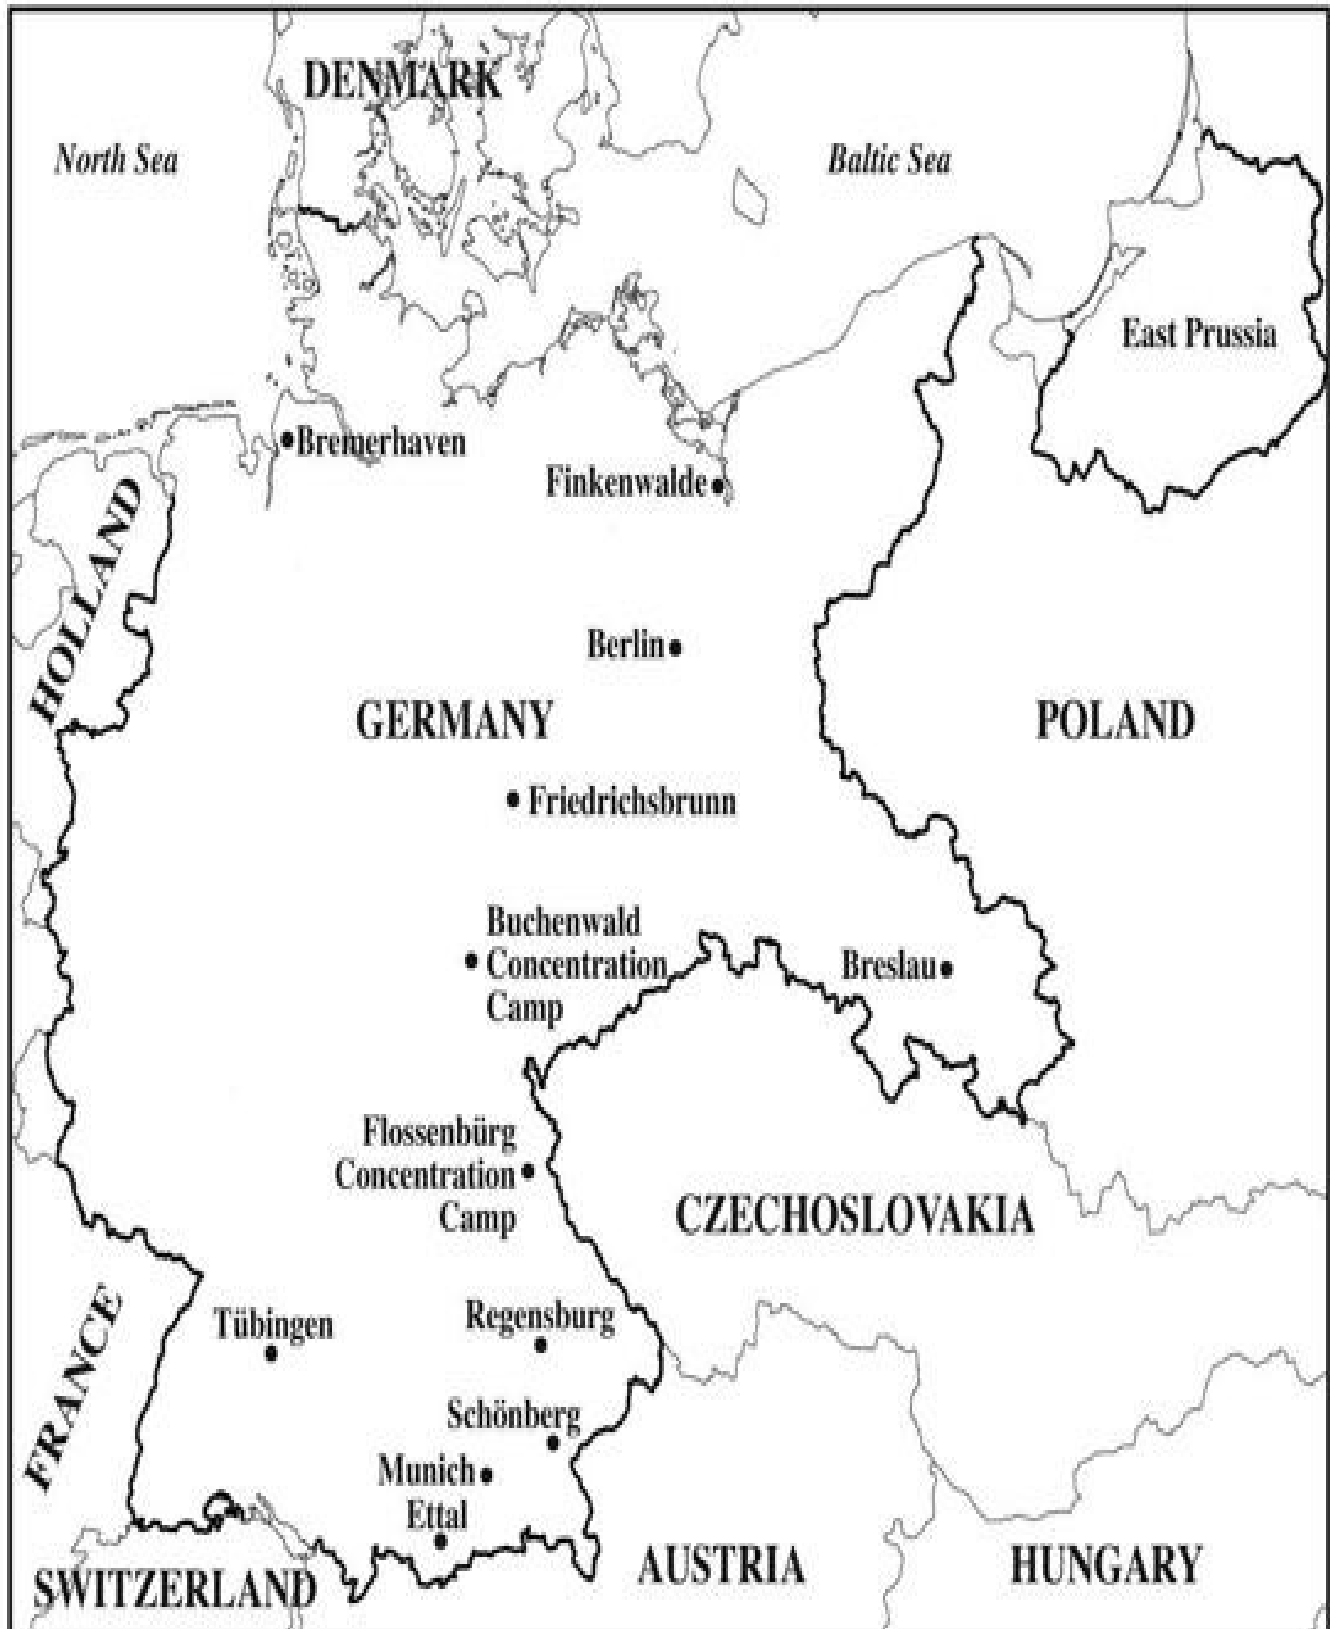 DENMARK
North Sea
Baltic Sea
East Prussia
Bremerhaven
Finkenwalde
HOLLAND
Berlin
GERMANY
POLAND
Friedrichsbrunn
Buchenwald
Concentration
Camp
Breslau
Flossenbürg
Concentration
Camp
CZECHOSLOVAKIA
FRANCE
Tübingen
Regensburg
Schönberg
Munich
Ettal
SWITZERLAND
AUSTRIA
HUNGARY